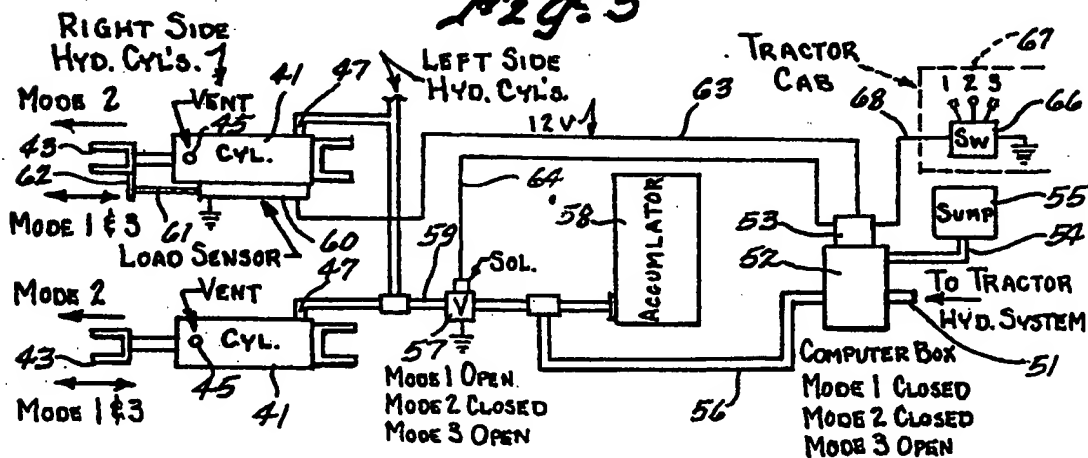 Fig. 5
RIGHT SIDE
HYD. CYL'S.
LEFT SIDE
HYD. CYL'S.
TRACTOR
CAB
67
1 2 3
66
SW
68
63
12V
MODE 2
VENT
45
41
47
43
62
CYL.
MODE 1 & 3
61
60
LOAD SENSOR
64
58
ACCUMLATOR
53
52
SUMP
55
54
TO TRACTOR
HYD. SYSTEM
51
59
SOL.
V
57
MODE 2
VENT
47
CYL.
43
45
41
MODE 1 & 3
MODE 1 OPEN
MODE 2 CLOSED
MODE 3 OPEN
56
COMPUTER BOX
MODE 1 CLOSED
MODE 2 CLOSED
MODE 3 OPEN